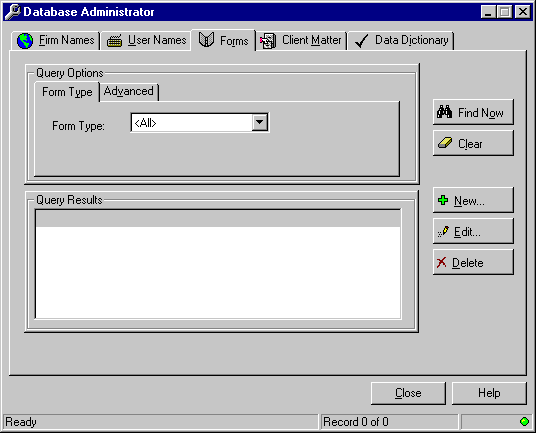 Database Administrator
Firm Names User Names Forms Client Matter Data Dictionary
Query Options
Form Type Advanced
Form Type: <All>
Find Now
Clear
Query Results
New...
Edit...
Delete
Close Help
Ready Record 0 of 0